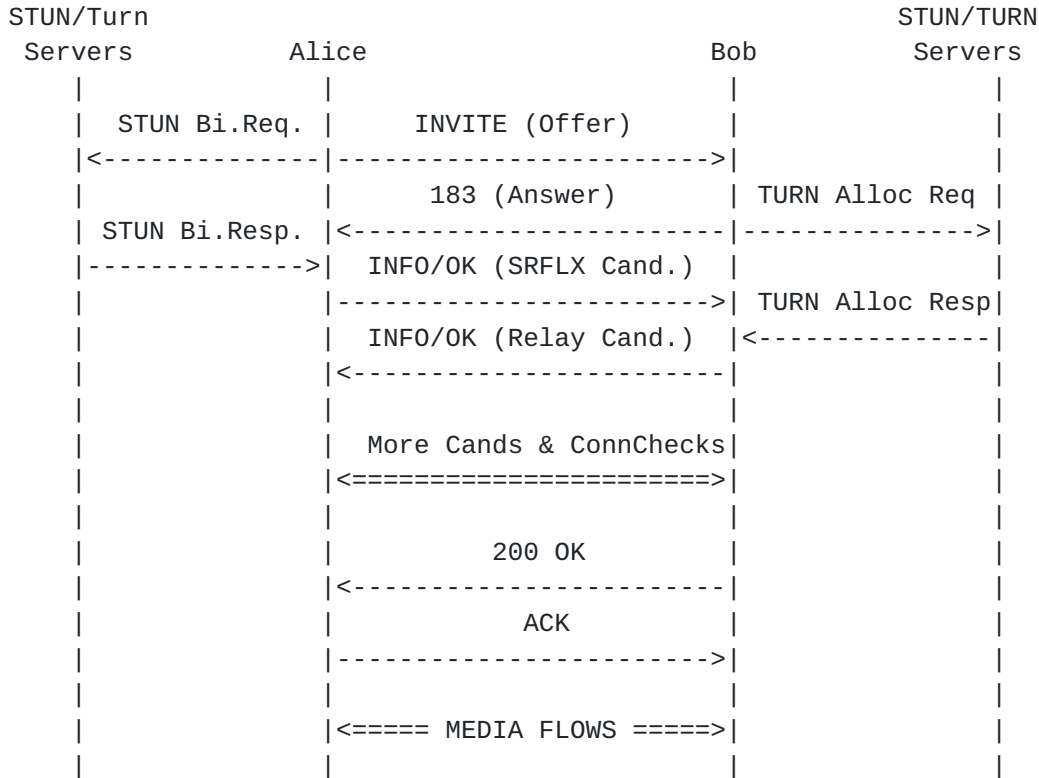 STUN/Turn STUN/TURN
Servers Alice Bob Servers
STUN Bi.Req. INVITE (Offer)
183 (Answer) TURN Alloc Req
STUN Bi.Resp.
INFO/OK (SRFLX Cand.)
TURN Alloc Resp
INFO/OK (Relay Cand.)
More Cands & ConnChecks
200 OK
ACK
MEDIA FLOWS